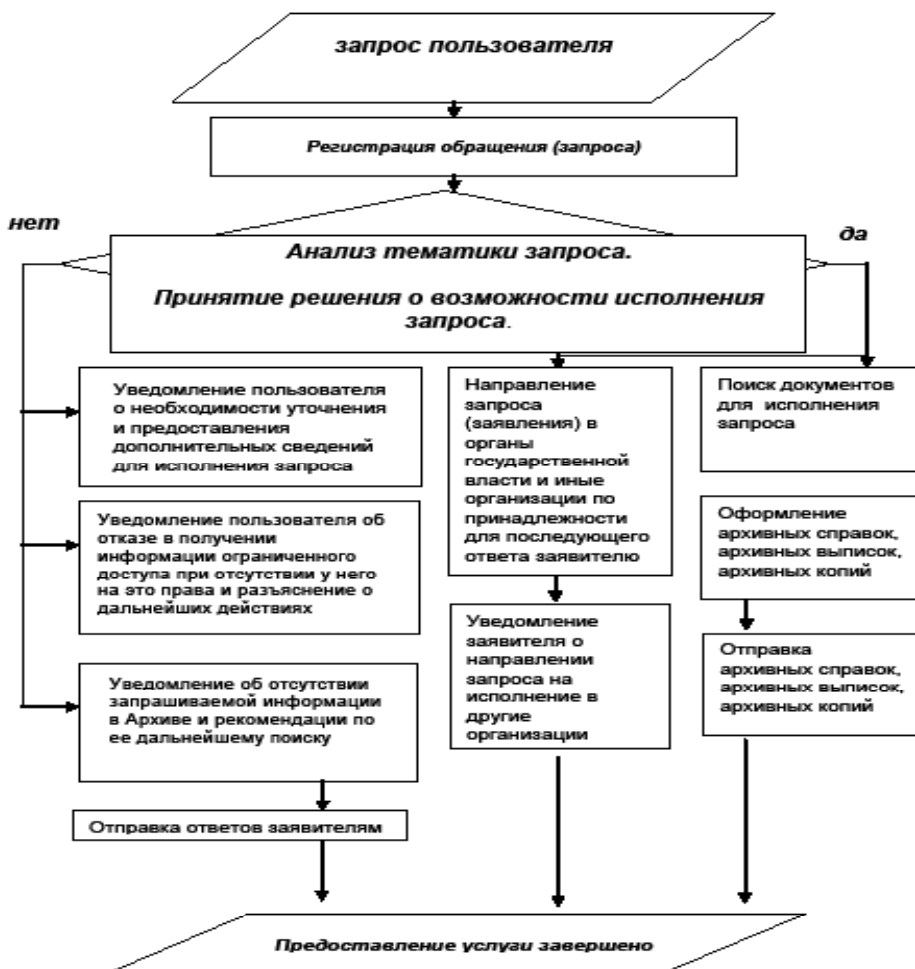 запрос пользователя
Регистрация обращения (запроса)
нет
да
Анализ тематики запроса.
Принятие решения о возможности исполнения
запроса.
Уведомление пользователя
о необходимости уточнения
и предоставления
дополнительных сведений
для исполнения запроса
Уведомление пользователя об
отказе в получении
информации ограниченного
доступа при отсутствии у него
на это права и разъяснение о
дальнейших действиях
Уведомление об отсутствии
запрашиваемой информации
в Архиве и рекомендации по
ее дальнейшему поиску
Отправка ответов заявителям
Направление
запроса
(заявления) в
органы
государственной
власти и иные
организации по
принадлежности
для последующего
ответа заявителю
Уведомление
заявителя о
направлении
запроса на
исполнение в
другие
организации
Поиск документов
для исполнения
запроса
Оформление
архивных справок,
архивных выписок,
архивных копий
Отправка
архивных справок,
архивных выписок,
архивных копий
Предоставление услуги завершено